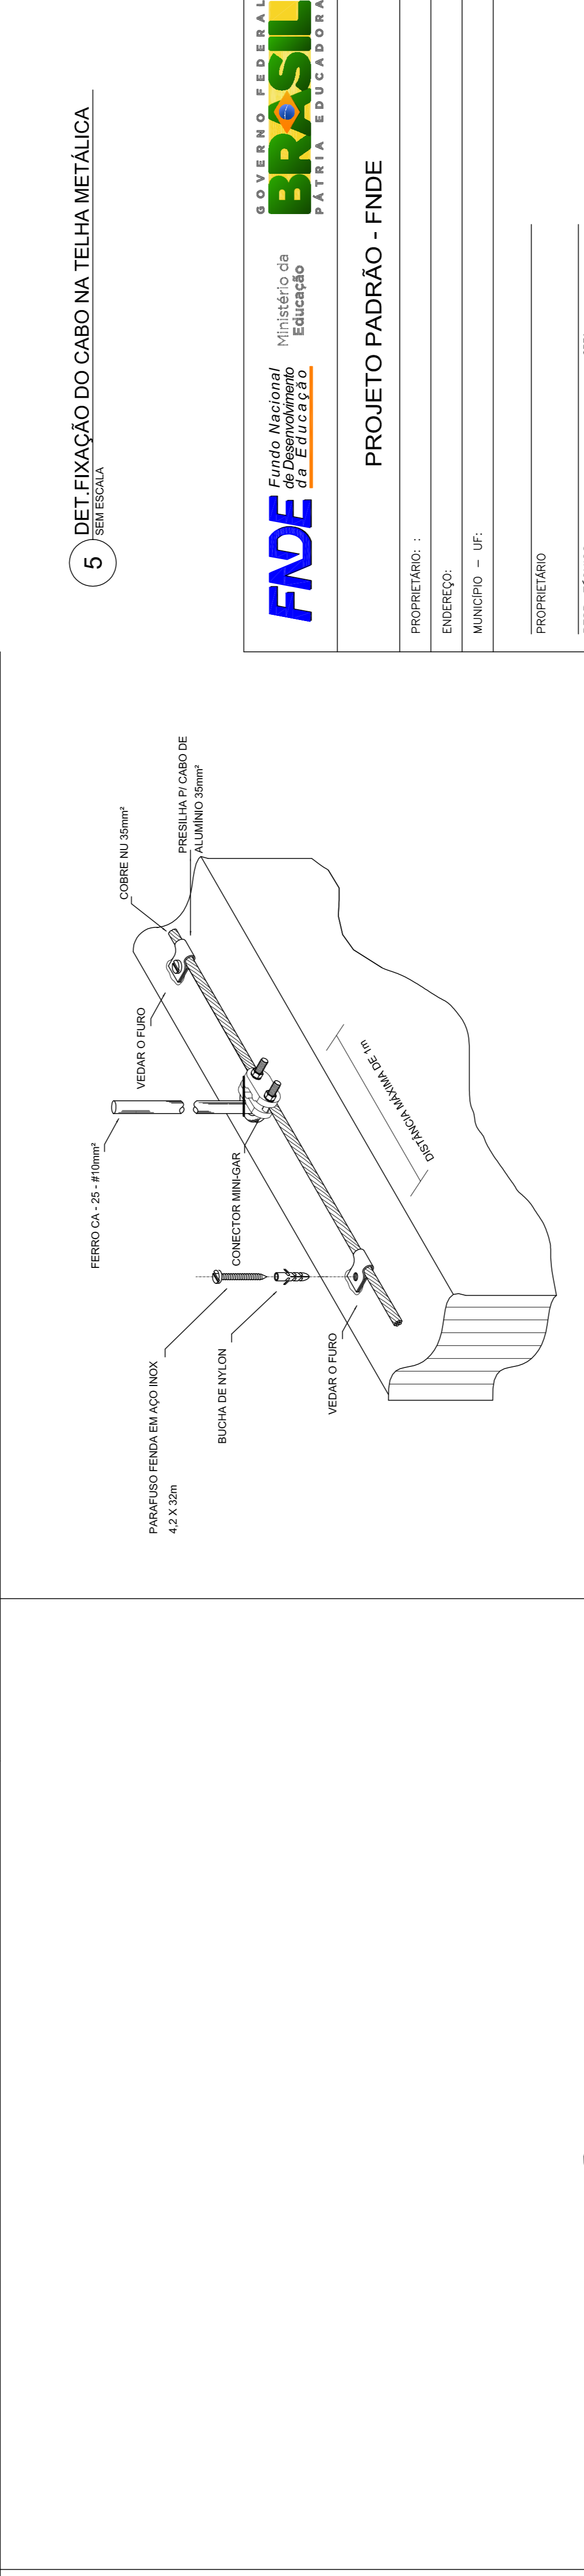 5
DET.FIXAÇÃO DO CABO NA TELHA METÁLICA
SEM ESCALA
FERRO CA - 25 - #10mm²
COBRE NU 35mm²
VEDAR O FURO
PRESILHA P/ CABO DE
ALUMÍNIO 35mm²
PARAFUSO FENDA EM AÇO INOX
4,2 X 32m
BUCHA DE NYLON
CONECTOR MINI-GAR
VEDAR O FURO
DISTÂNCIA MÁXIMA DE 1m
FNDE
Fundo Nacional
de Desenvolvimento
da Educação
Ministério da
Educação
GOVERNO FEDERAL
BRASIL
PÁTRIA EDUCADORA
PROJETO PADRÃO - FNDE
PROPRIETÁRIO: :
ENDEREÇO:
MUNICÍPIO - UF:
PROPRIETÁRIO